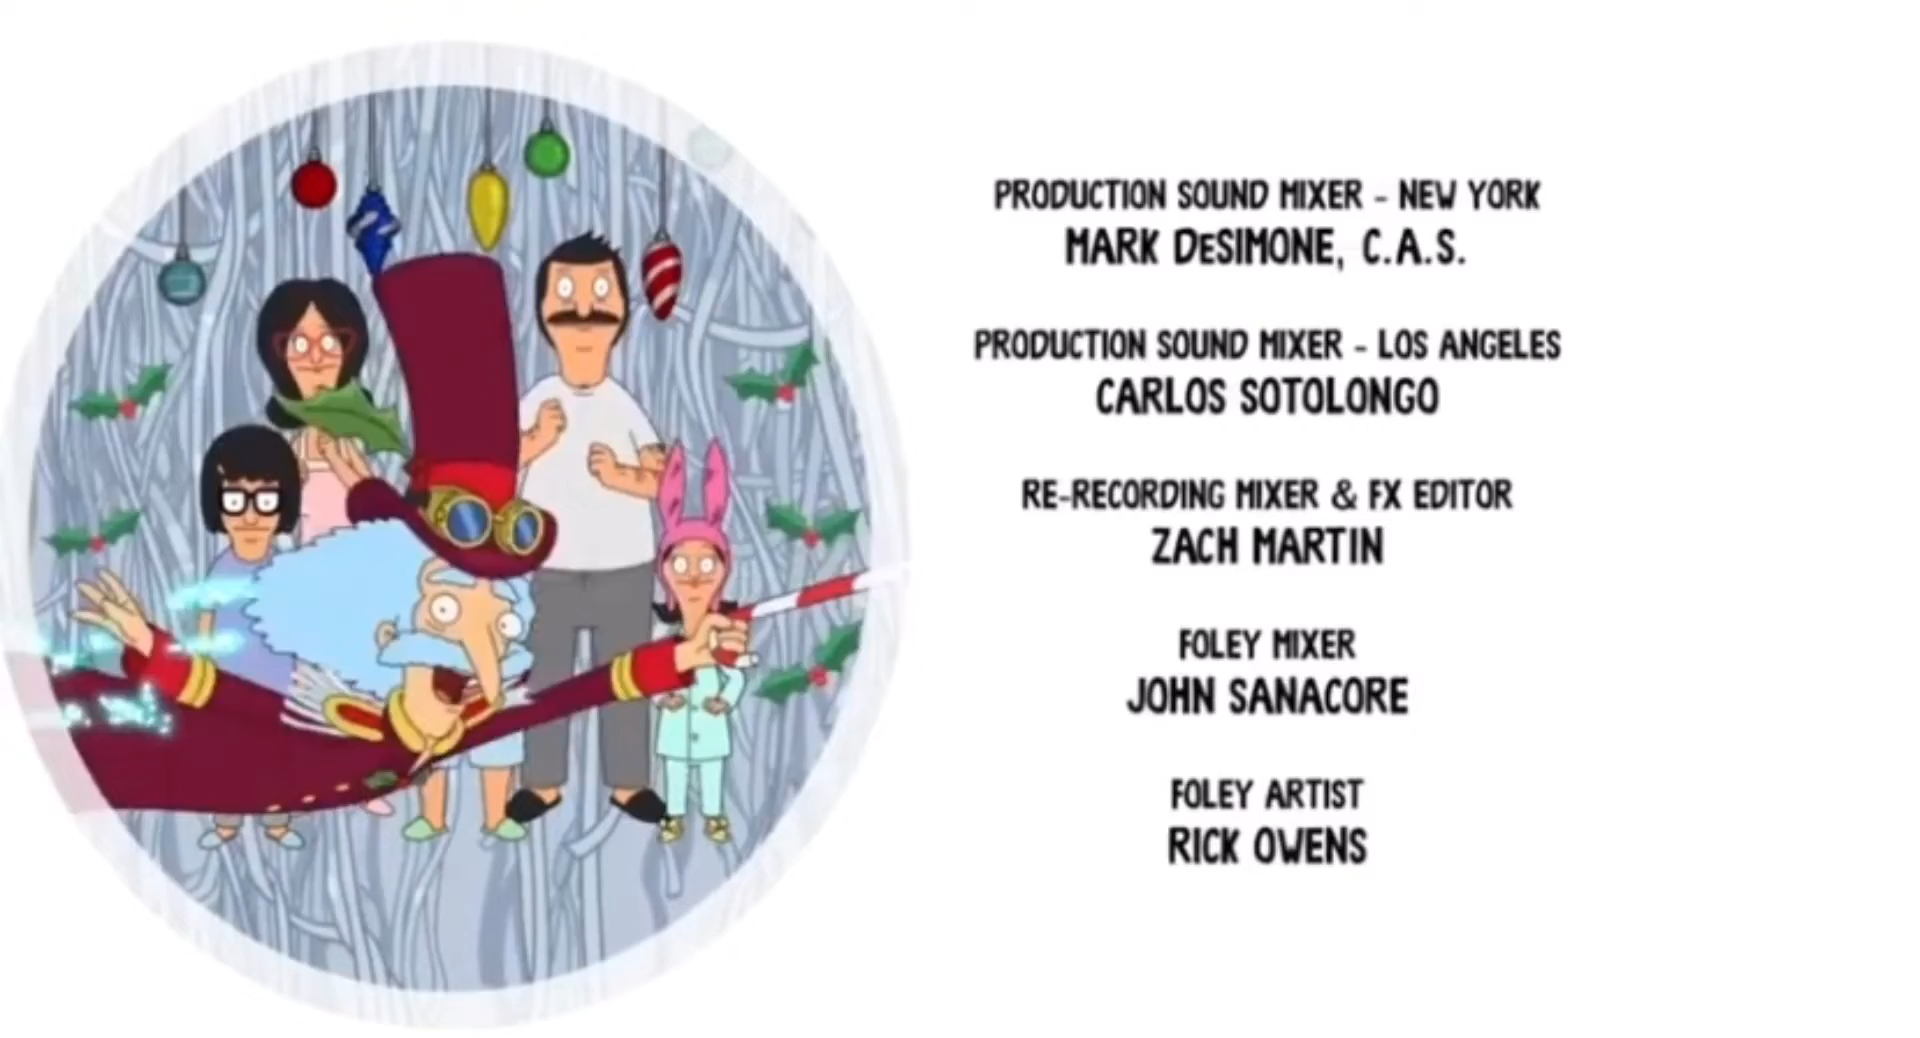 PRODUCTION SOUND MIXER - NEW YORK
MARK DeSIMONE, C.A.S.
PRODUCTION SOUND MIXER - LOS ANGELES
CARLOS SOTOLONGO
RE-RECORDING MIXER & FX EDITOR
ZACH MARTIN
FOLEY MIXER
JOHN SANACORE
FOLEY ARTIST
RICK OWENS